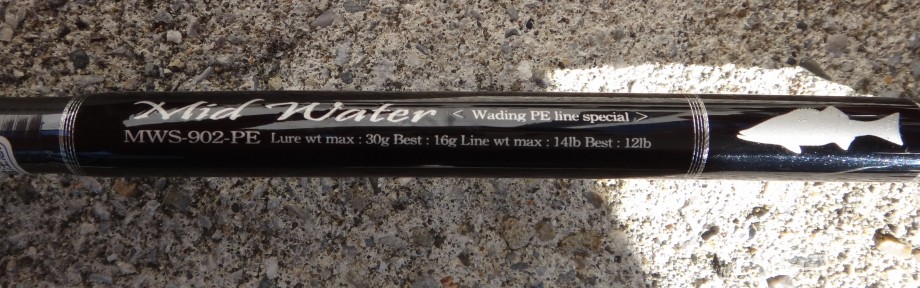 Mid Water < Wading PE line special >
MWS-902-PE Lure wt max : 30g Best : 16g Line wt max : 14lb Best : 12lb